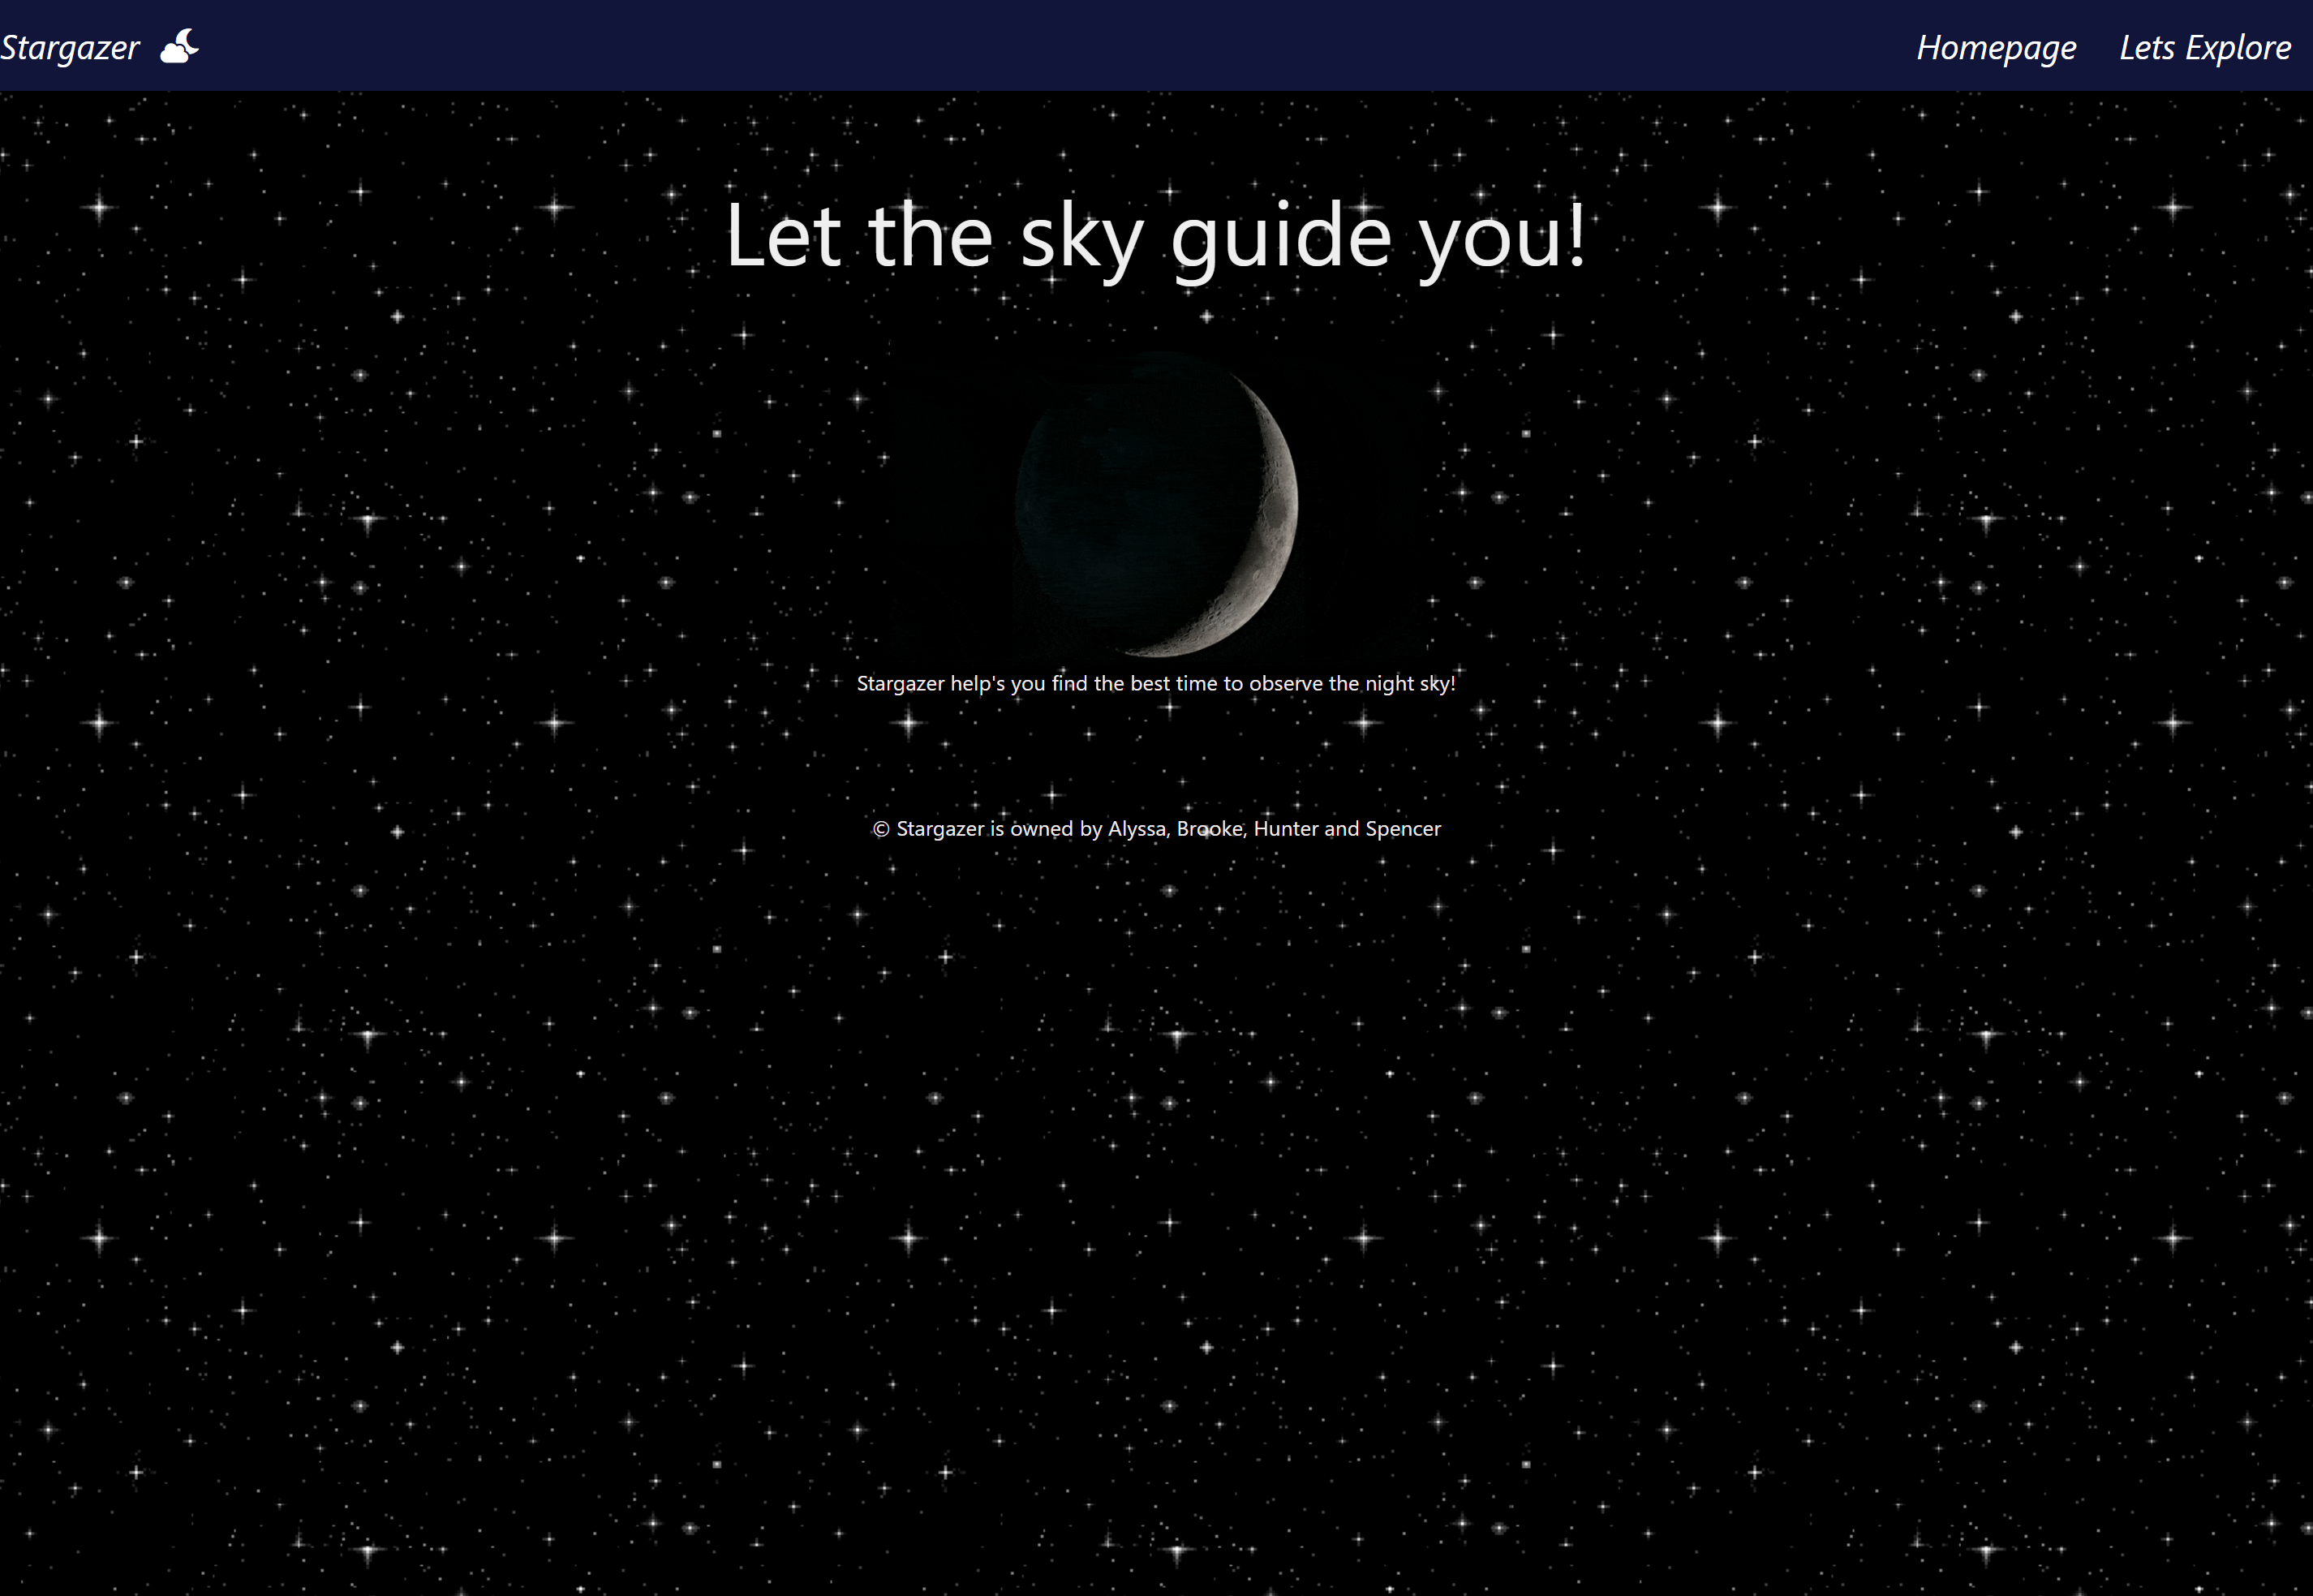 Stargazer
Homepage
Lets Explore
Let the sky guide you!
Stargazer help's you find the best time to observe the night sky!
© Stargazer is owned by Alyssa, Brooke, Hunter and Spencer